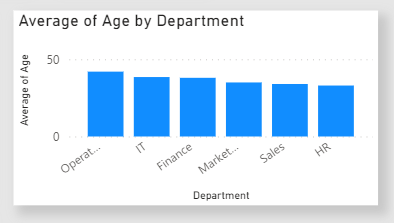 Average of Age by Department
Average of Age
50
0
Operat...
IT
Finance
Market...
Sales
HR
Department